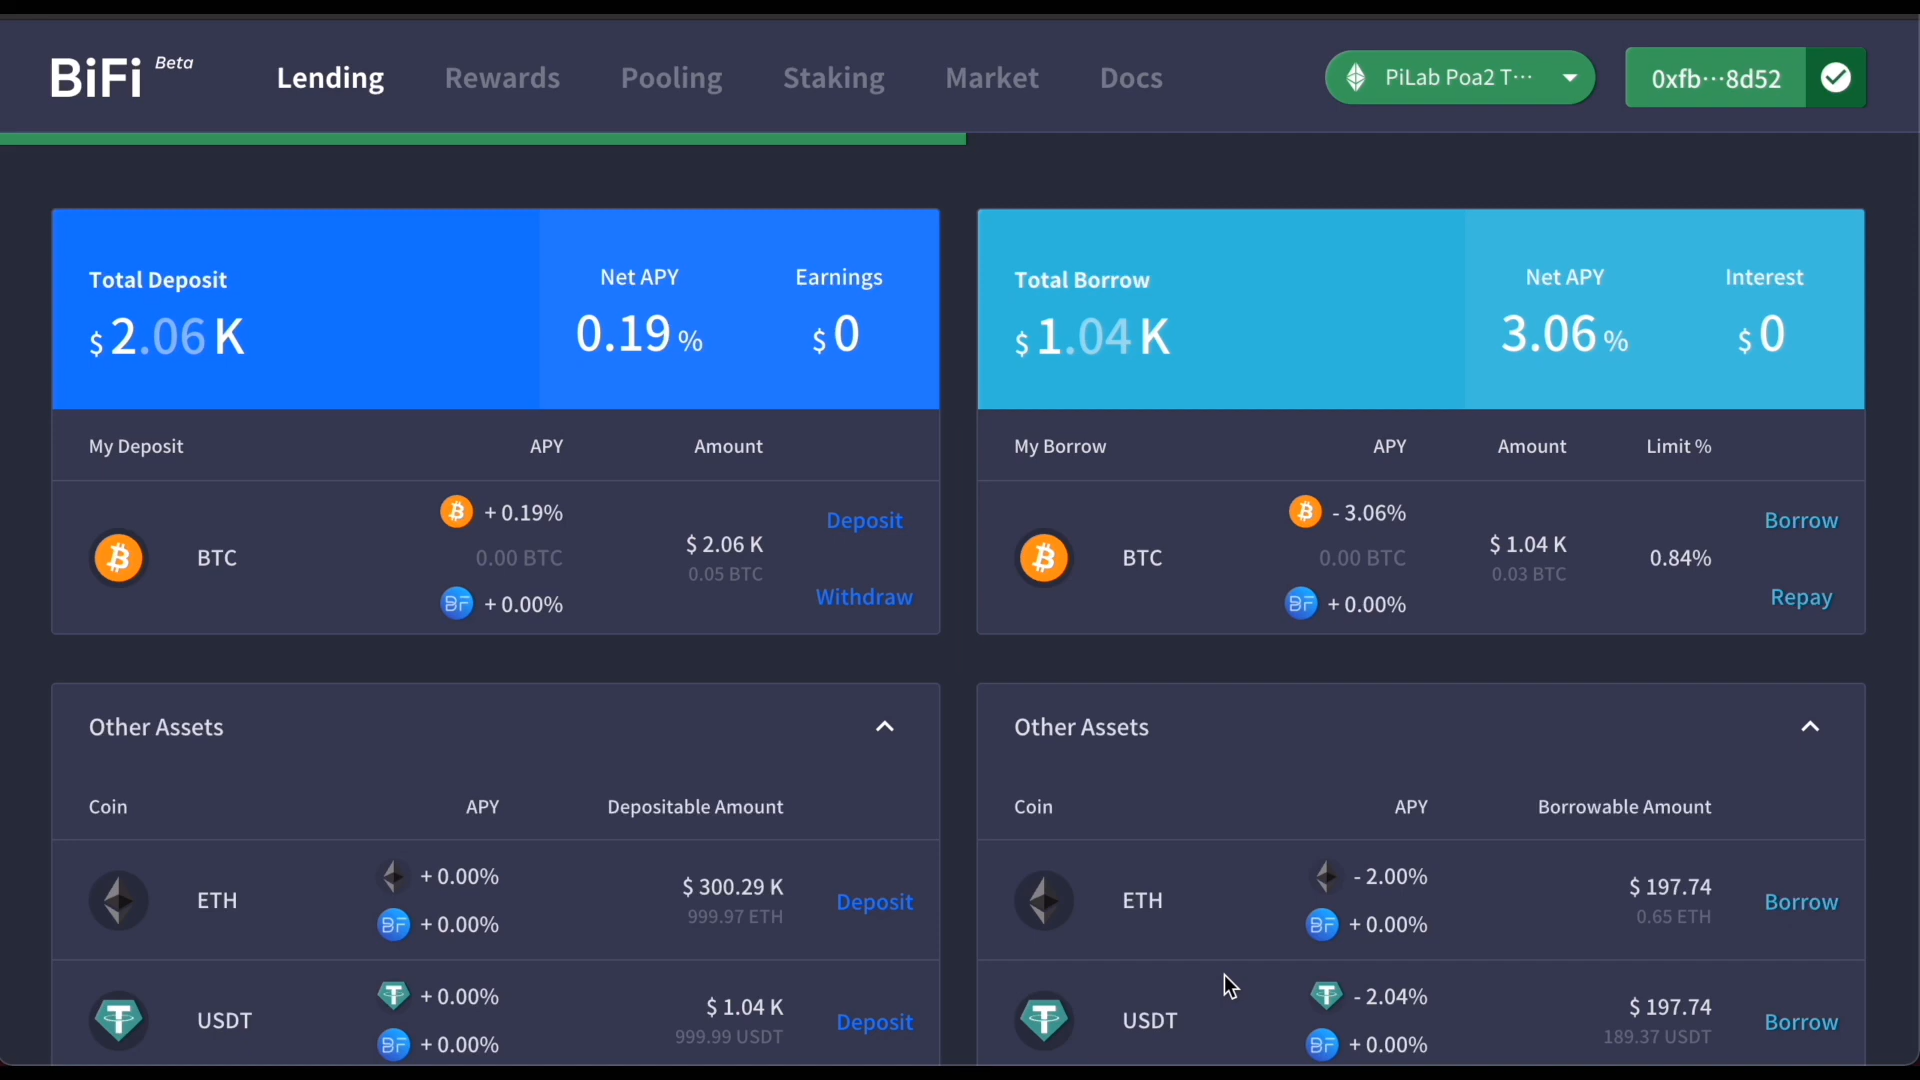 BiFi Beta Lending Rewards Pooling Staking Market Docs PiLab Poa2 T··· 0xfb···8d52
Total Deposit
$ 2.06 K
Net APY
0.19 %
Earnings
$ 0
My Deposit APY Amount
BTC
+ 0.19%
0.00 BTC
BF + 0.00%
$ 2.06 K
0.05 BTC
Deposit
Withdraw
Total Borrow
$ 1.04 K
Net APY
3.06 %
Interest
$ 0
My Borrow APY Amount Limit %
BTC
- 3.06%
0.00 BTC
BF + 0.00%
$ 1.04 K
0.03 BTC
0.84%
Borrow
Repay
Other Assets
Coin APY Depositable Amount
ETH
+ 0.00%
BF + 0.00%
$ 300.29 K
999.97 ETH
Deposit
USDT
+ 0.00%
BF + 0.00%
$ 1.04 K
999.99 USDT
Deposit
Other Assets
Coin APY Borrowable Amount
ETH
- 2.00%
BF + 0.00%
$ 197.74
0.65 ETH
Borrow
USDT
- 2.04%
BF + 0.00%
$ 197.74
189.37 USDT
Borrow